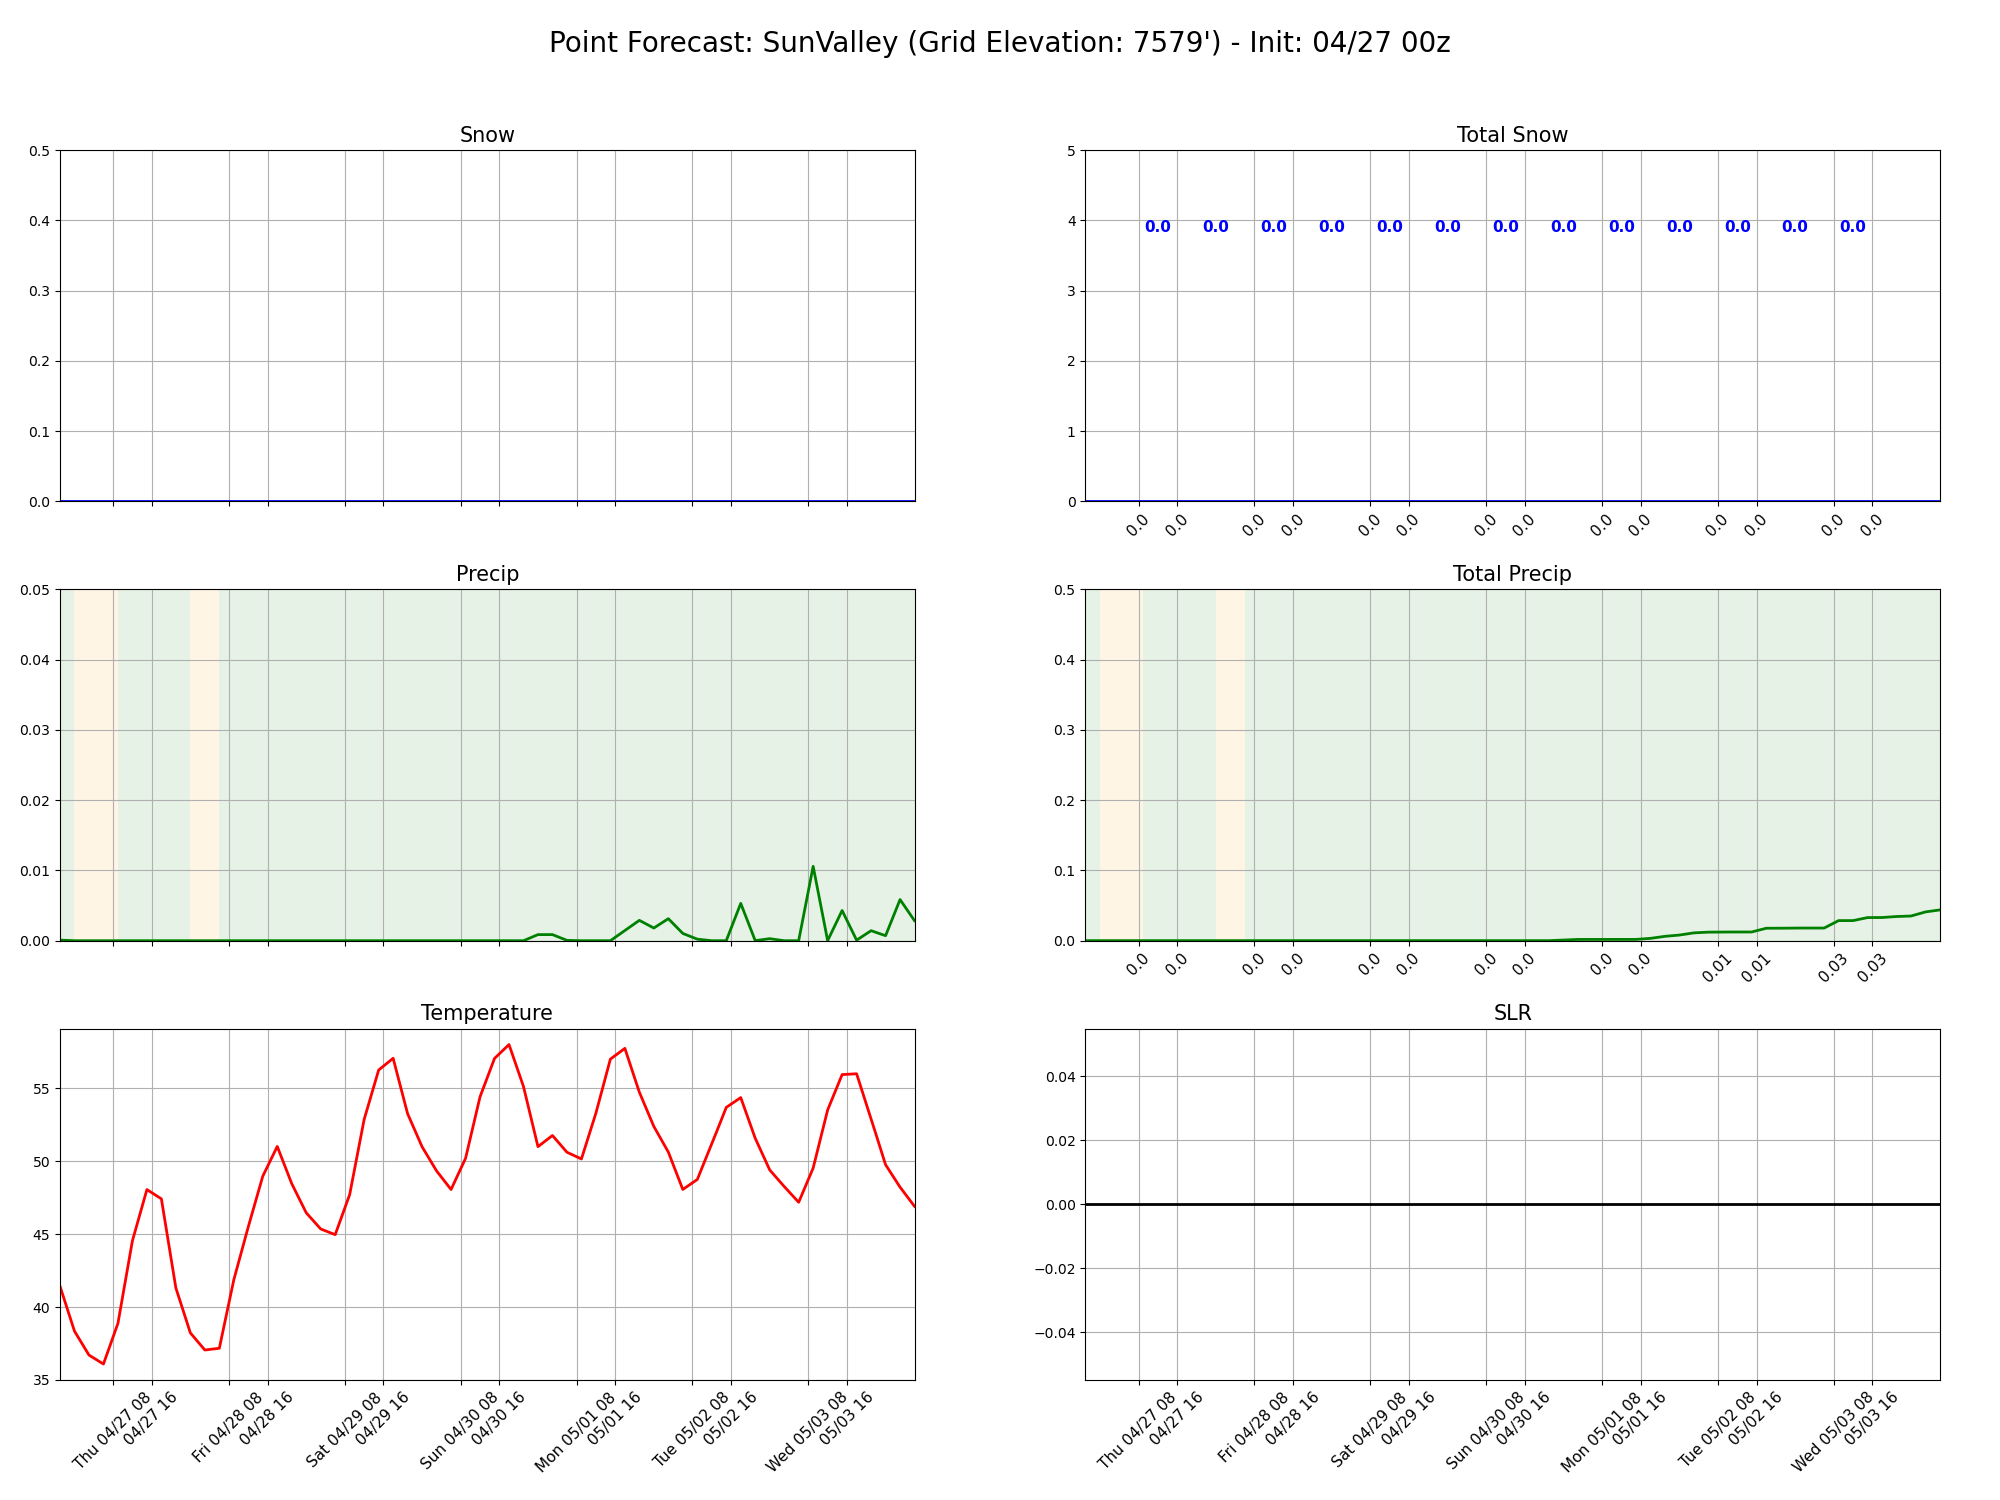 Point Forecast: SunValley (Grid Elevation: 7579') - Init: 04/27 00z
Snow
0.5
0.4
0.3
0.2
0.1
0.0
Total Snow
5
4
3
2
1
0
0.0 0.0 0.0 0.0 0.0 0.0 0.0 0.0 0.0 0.0 0.0 0.0 0.0
0.0 0.0 0.0 0.0 0.0 0.0 0.0 0.0 0.0 0.0 0.0 0.0 0.0 0.0
Precip
0.05
0.04
0.03
0.02
0.01
0.00
Total Precip
0.5
0.4
0.3
0.2
0.1
0.0
0.0 0.0 0.0 0.0 0.0 0.0 0.0 0.0 0.0 0.0 0.01 0.01 0.03 0.03
Temperature
55
50
45
40
35
Thu 04/27 08
04/27 16
Fri 04/28 08
04/28 16
Sat 04/29 08
04/29 16
Sun 04/30 08
04/30 16
Mon 05/01 08
05/01 16
Tue 05/02 08
05/02 16
Wed 05/03 08
05/03 16
SLR
0.04
0.02
0.00
−0.02
−0.04
Thu 04/27 08
04/27 16
Fri 04/28 08
04/28 16
Sat 04/29 08
04/29 16
Sun 04/30 08
04/30 16
Mon 05/01 08
05/01 16
Tue 05/02 08
05/02 16
Wed 05/03 08
05/03 16